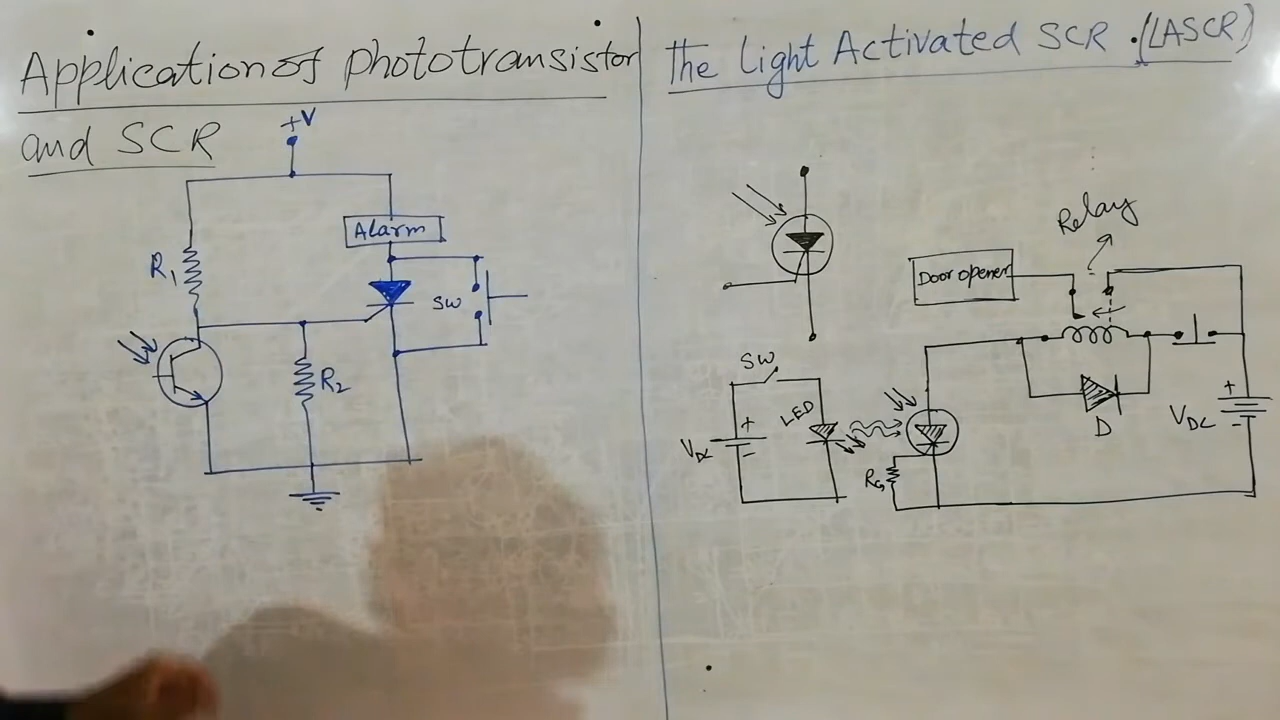 Application of phototransistor
and SCR
+V
Alarm
R1
SW
R2
The Light Activated SCR (LASCR)
Relay
Door opener
SW
LED
+
-
VDC
RG
D
+
-
VDC